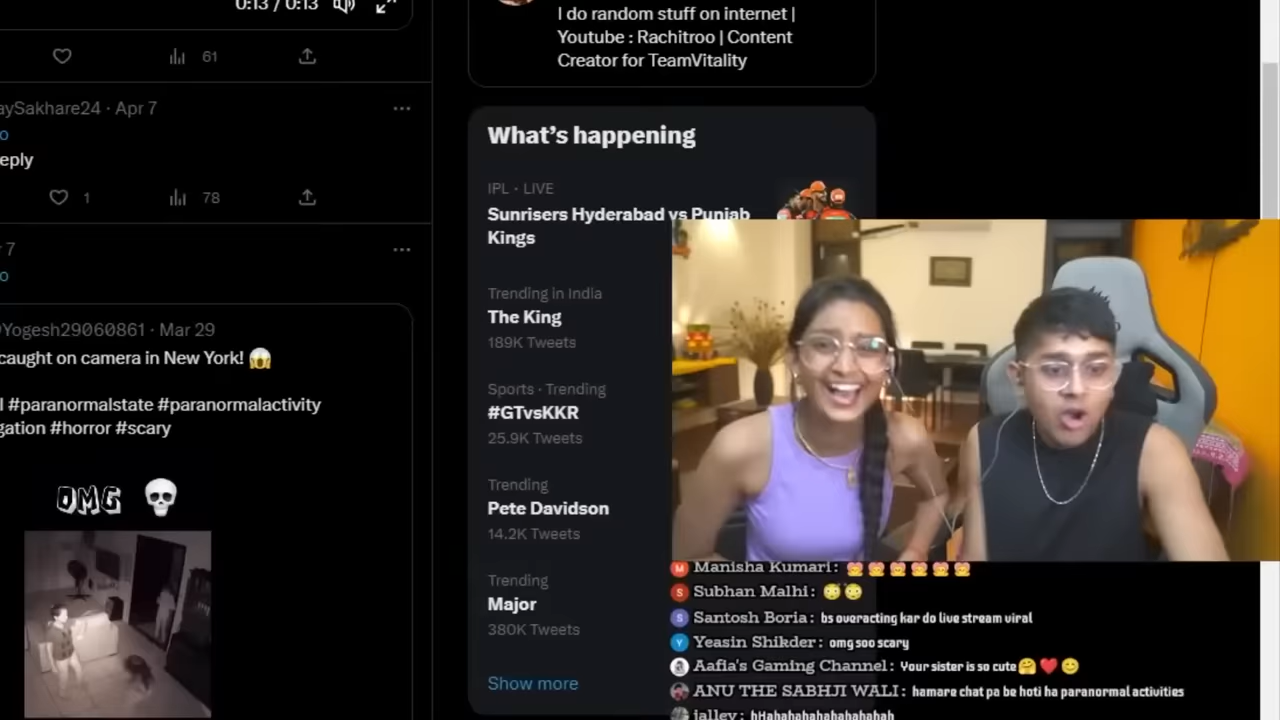 0:13 / 0:13
61
aySakhare24 · Apr 7
o
eply
1
78
7
o
Yogesh29060861 · Mar 29
caught on camera in New York! 😱
l #paranormalstate #paranormalactivity
gation #horror #scary
OMG 💀
I do random stuff on internet |
Youtube : Rachitroo | Content
Creator for TeamVitality
What’s happening
IPL · LIVE
Sunrisers Hyderabad vs Punjab
Kings
Trending in India
The King
189K Tweets
Sports · Trending
#GTvsKKR
25.9K Tweets
Trending
Pete Davidson
14.2K Tweets
Trending
Major
380K Tweets
Show more
M Manisha Kumari: 🙆🙆🙆🙆🙆🙆
S Subhan Malhi: 😳😳
S Santosh Boria: bs overacting kar do live stream viral
Y Yeasin Shikder: omg soo scary
Aafia's Gaming Channel: Your sister is so cute🤗❤️😊
ANU THE SABHJI WALI: hamare chat pa be hoti ha paranormal activities